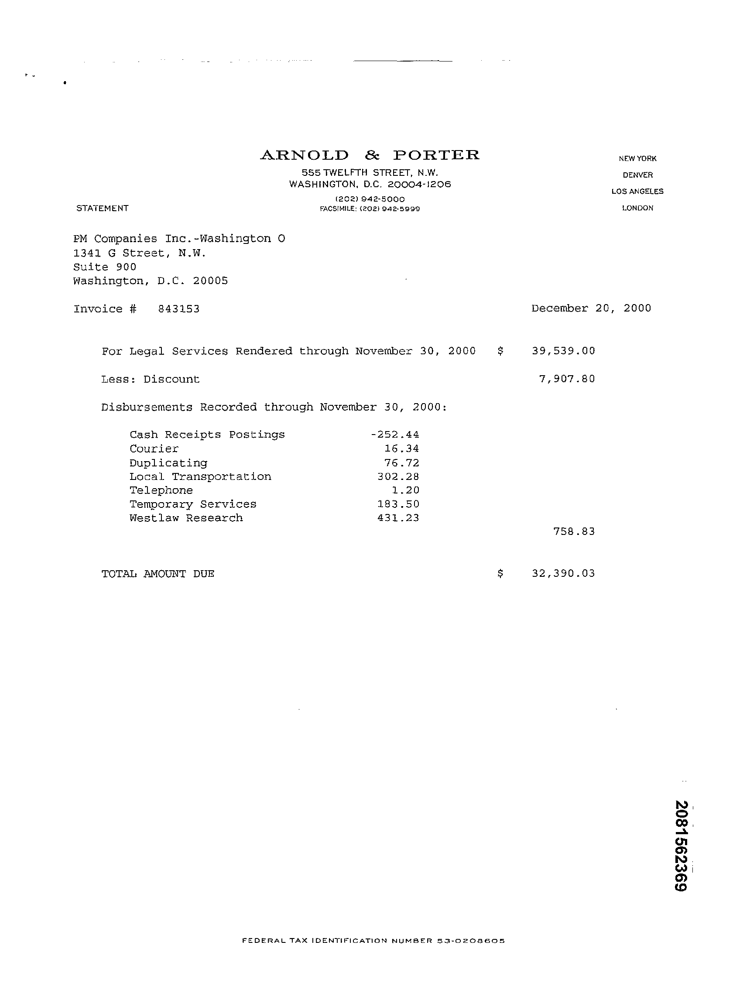 ARNOLD & PORTER
555 TWELFTH STREET, N.W.
WASHINGTON, D.C. 20004-1206
(202) 942-5000
FACSIMILE: (202) 942-5999
NEW YORK
DENVER
LOS ANGELES
LONDON
STATEMENT
PM Companies Inc.-Washington O
1341 G Street, N.W.
Suite 900
Washington, D.C. 20005
Invoice # 843153 December 20, 2000
For Legal Services Rendered through November 30, 2000 $ 39,539.00
Less: Discount 7,907.80
Disbursements Recorded through November 30, 2000:
Cash Receipts Postings -252.44
Courier 16.34
Duplicating 76.72
Local Transportation 302.28
Telephone 1.20
Temporary Services 183.50
Westlaw Research 431.23
758.83
TOTAL AMOUNT DUE $ 32,390.03
2081562369
FEDERAL TAX IDENTIFICATION NUMBER 53-0208605